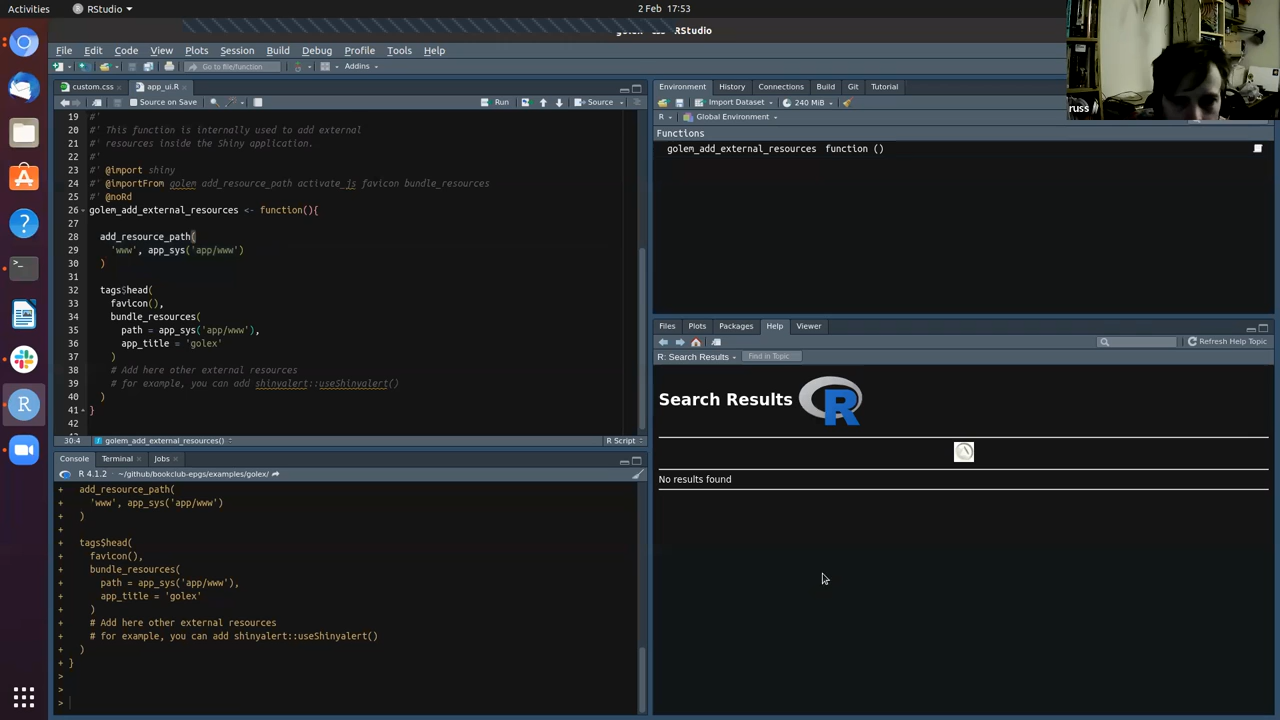 Activities
RStudio
2 Feb 17:53
RStudio
File Edit Code View Plots Session Build Debug Profile Tools Help
Go to file/function
Addins
custom.css
app_ui.R
Source on Save
Run
Source
19 #'
20 #' This function is internally used to add external
21 #' resources inside the Shiny application.
22 #'
23 #' @import shiny
24 #' @importFrom golem add_resource_path activate_js favicon bundle_resources
25 #' @noRd
26 golem_add_external_resources <- function(){
27
28 add_resource_path(
29 'www', app_sys('app/www')
30 )
31
32 tags$head(
33 favicon(),
34 bundle_resources(
35 path = app_sys('app/www'),
36 app_title = 'golex'
37 )
38 # Add here other external resources
39 # for example, you can add shinyalert::useShinyalert()
40 )
41 }
42
30:4 golem_add_external_resources() R Script
Console Terminal Jobs
R 4.1.2 · ~/github/bookclub-epgs/examples/golex/
+ add_resource_path(
+ 'www', app_sys('app/www')
+ )
+
+ tags$head(
+ favicon(),
+ bundle_resources(
+ path = app_sys('app/www'),
+ app_title = 'golex'
+ )
+ # Add here other external resources
+ # for example, you can add shinyalert::useShinyalert()
+ )
+ }
>
>
>
Environment History Connections Build Git Tutorial
Import Dataset 240 MiB
R Global Environment
Functions
golem_add_external_resources function ()
Files Plots Packages Help Viewer
Refresh Help Topic
R: Search Results Find in Topic
Search Results R
No results found
russ